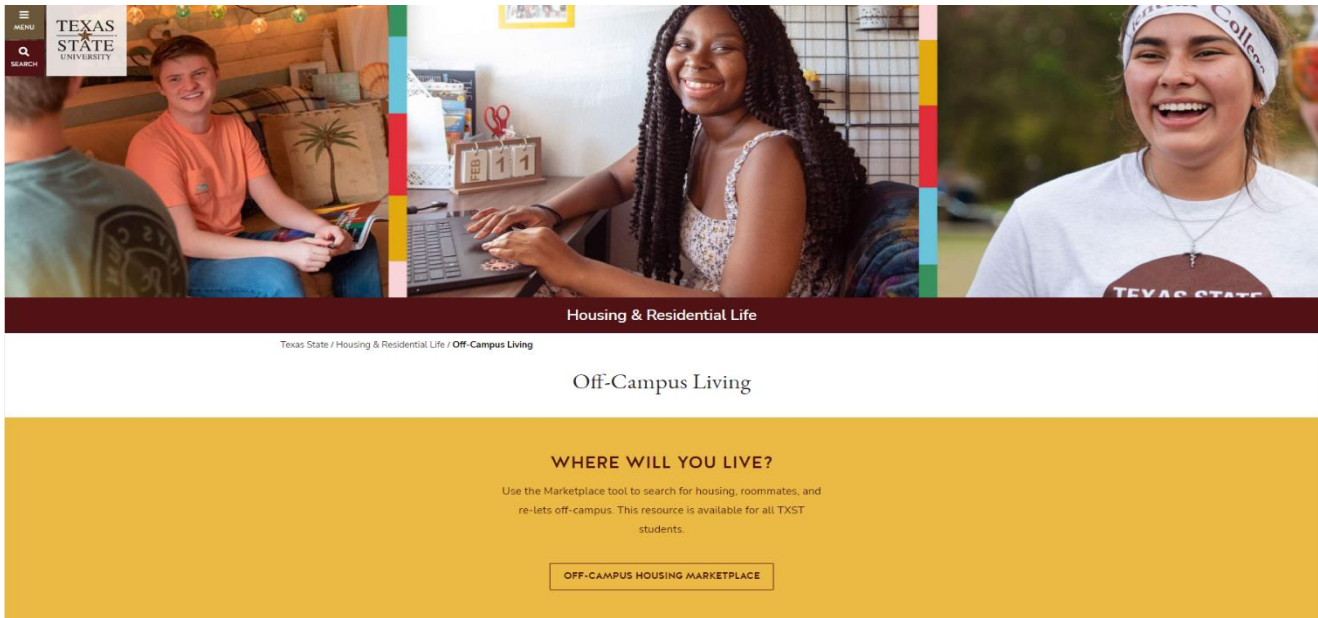 MENU
SEARCH
TEXAS
STATE
UNIVERSITY
FEB 1 1
TEXAS STATE
Housing & Residential Life
Texas State / Housing & Residential Life / Off-Campus Living
Off-Campus Living
WHERE WILL YOU LIVE?
Use the Marketplace tool to search for housing, roommates, and
re-lets off-campus. This resource is available for all TXST
students.
OFF-CAMPUS HOUSING MARKETPLACE